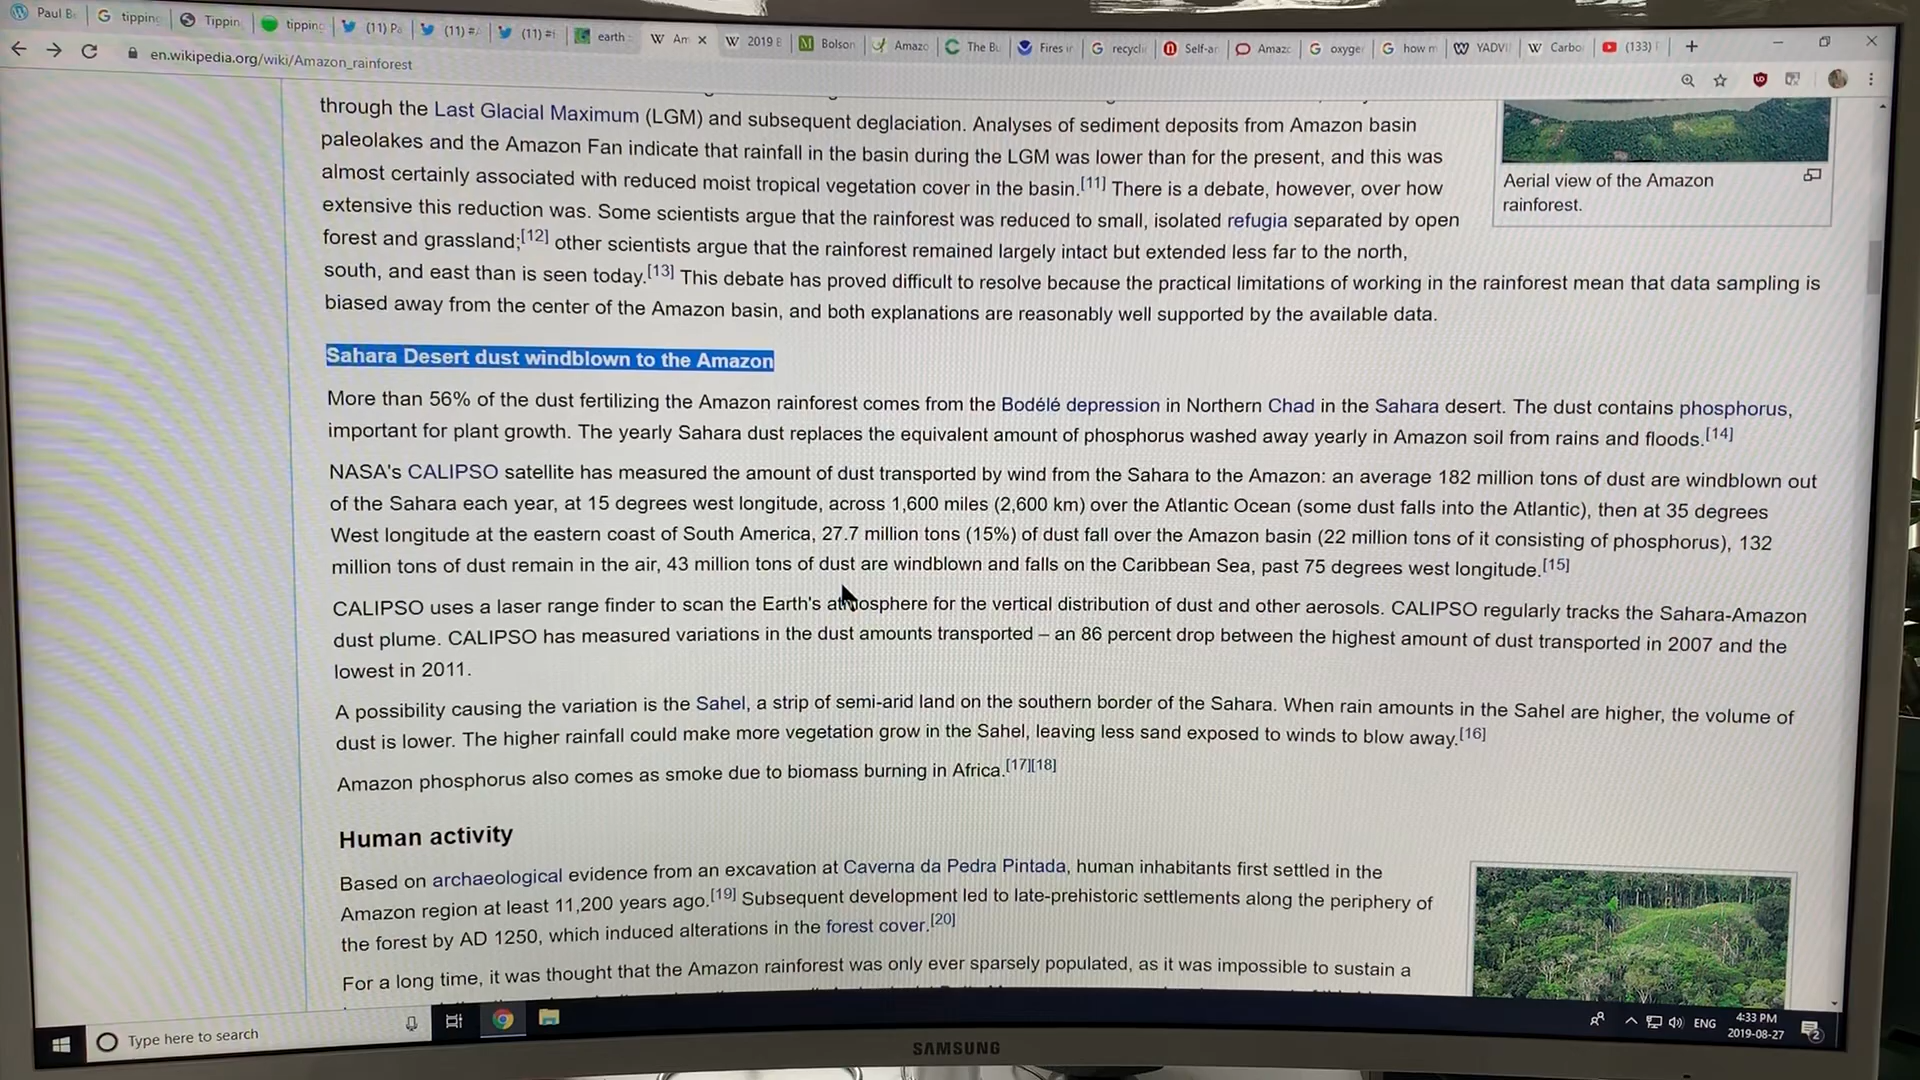 Paul B
tipping
Tippin
tipping
(11) Pa
(11) #
(11) #
earth
Am
2019 B
Bolson
Amazo
The Bu
Fires in
recycli
Self-ar
Amaz
oxyge
how m
YADVI
Carbo
(133)
en.wikipedia.org/wiki/Amazon_rainforest
through the Last Glacial Maximum (LGM) and subsequent deglaciation. Analyses of sediment deposits from Amazon basin
paleolakes and the Amazon Fan indicate that rainfall in the basin during the LGM was lower than for the present, and this was
almost certainly associated with reduced moist tropical vegetation cover in the basin.[11] There is a debate, however, over how
extensive this reduction was. Some scientists argue that the rainforest was reduced to small, isolated refugia separated by open
forest and grassland;[12] other scientists argue that the rainforest remained largely intact but extended less far to the north,
south, and east than is seen today.[13] This debate has proved difficult to resolve because the practical limitations of working in the rainforest mean that data sampling is
biased away from the center of the Amazon basin, and both explanations are reasonably well supported by the available data.
Aerial view of the Amazon
rainforest.
Sahara Desert dust windblown to the Amazon
More than 56% of the dust fertilizing the Amazon rainforest comes from the Bodélé depression in Northern Chad in the Sahara desert. The dust contains phosphorus,
important for plant growth. The yearly Sahara dust replaces the equivalent amount of phosphorus washed away yearly in Amazon soil from rains and floods.[14]
NASA's CALIPSO satellite has measured the amount of dust transported by wind from the Sahara to the Amazon: an average 182 million tons of dust are windblown out
of the Sahara each year, at 15 degrees west longitude, across 1,600 miles (2,600 km) over the Atlantic Ocean (some dust falls into the Atlantic), then at 35 degrees
West longitude at the eastern coast of South America, 27.7 million tons (15%) of dust fall over the Amazon basin (22 million tons of it consisting of phosphorus), 132
million tons of dust remain in the air, 43 million tons of dust are windblown and falls on the Caribbean Sea, past 75 degrees west longitude.[15]
CALIPSO uses a laser range finder to scan the Earth's atmosphere for the vertical distribution of dust and other aerosols. CALIPSO regularly tracks the Sahara-Amazon
dust plume. CALIPSO has measured variations in the dust amounts transported – an 86 percent drop between the highest amount of dust transported in 2007 and the
lowest in 2011.
A possibility causing the variation is the Sahel, a strip of semi-arid land on the southern border of the Sahara. When rain amounts in the Sahel are higher, the volume of
dust is lower. The higher rainfall could make more vegetation grow in the Sahel, leaving less sand exposed to winds to blow away.[16]
Amazon phosphorus also comes as smoke due to biomass burning in Africa.[17][18]
Human activity
Based on archaeological evidence from an excavation at Caverna da Pedra Pintada, human inhabitants first settled in the
Amazon region at least 11,200 years ago.[19] Subsequent development led to late-prehistoric settlements along the periphery of
the forest by AD 1250, which induced alterations in the forest cover.[20]
For a long time, it was thought that the Amazon rainforest was only ever sparsely populated, as it was impossible to sustain a
Type here to search
ENG
4:33 PM
2019-08-27
2
SAMSUNG